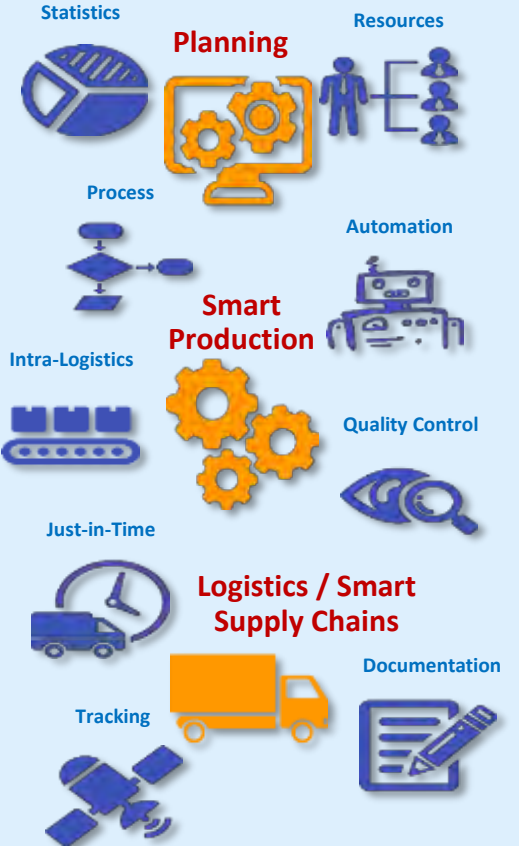 Statistics
Planning
Resources
Process
Automation
Smart
Production
Intra-Logistics
Quality Control
Just-in-Time
Logistics / Smart
Supply Chains
Documentation
Tracking